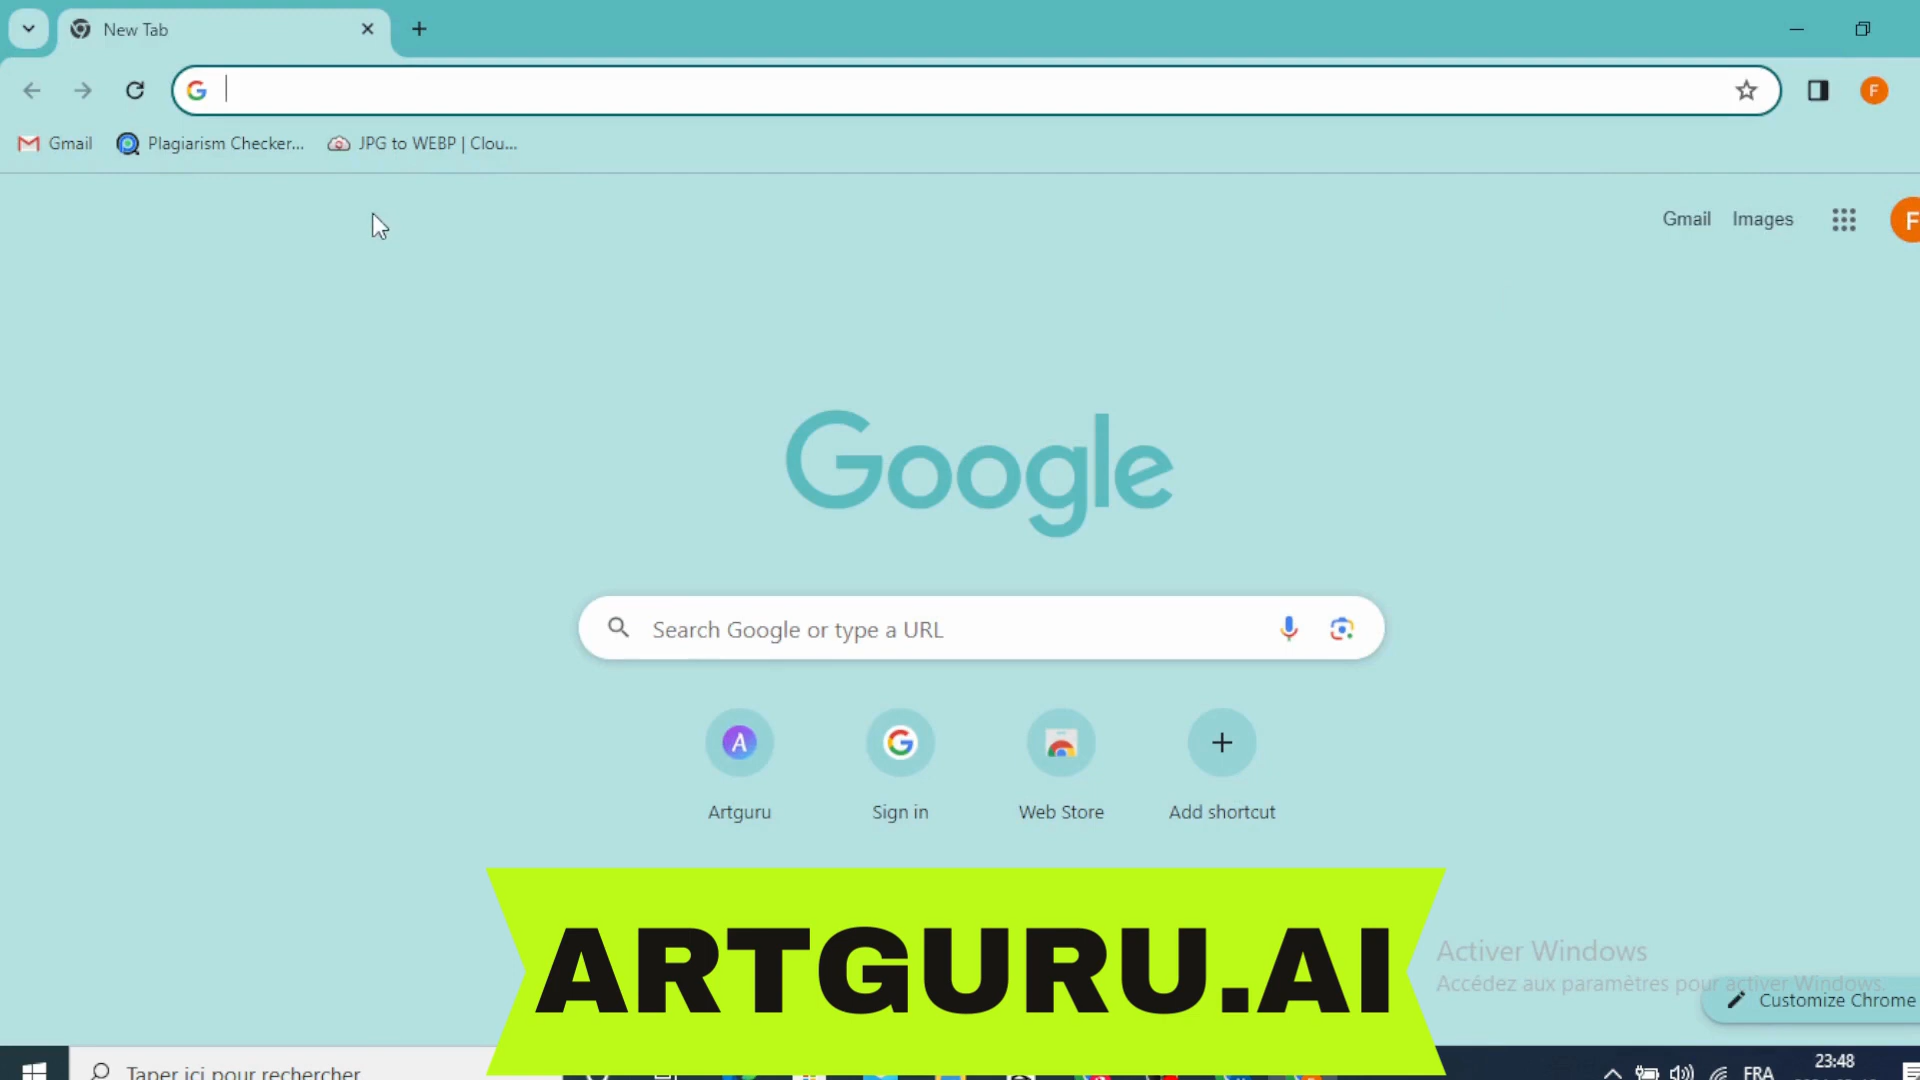 New Tab
Gmail
Plagiarism Checker...
JPG to WEBP | Clou...
F
Gmail Images
F
Google
Search Google or type a URL
A
Artguru
Sign in
Web Store
Add shortcut
ARTGURU.AI
Activer Windows
Accédez aux paramètres pour activer Windows.
Customize Chrome
Taper ici pour rechercher
FRA
23:48